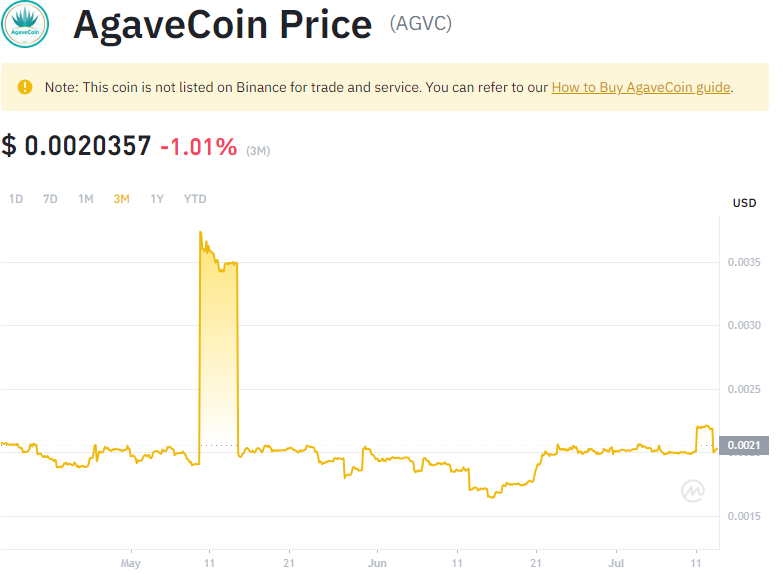 AgaveCoin
AgaveCoin Price (AGVC)
Note: This coin is not listed on Binance for trade and service. You can refer to our How to Buy AgaveCoin guide.
$ 0.0020357 -1.01% (3M)
1D 7D 1M 3M 1Y YTD
USD
0.0035
0.0030
0.0025
0.0021
0.0015
May 11 21 Jun 11 21 Jul 11